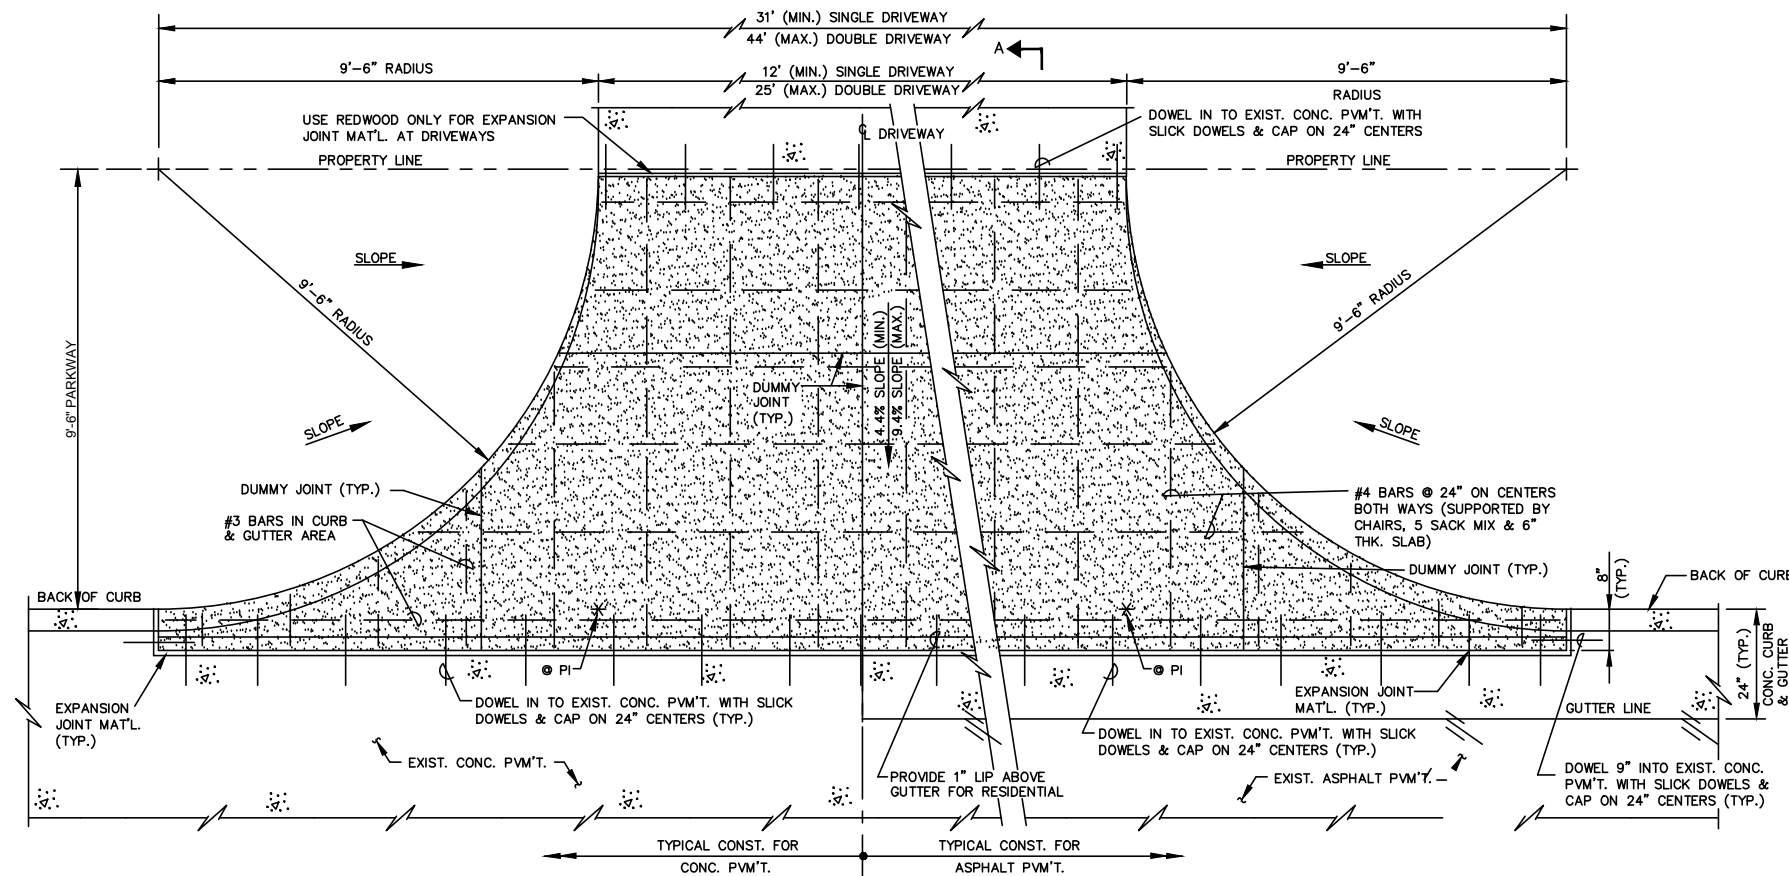 31' (MIN.) SINGLE DRIVEWAY
44' (MAX.) DOUBLE DRIVEWAY
A
9'-6" RADIUS
12' (MIN.) SINGLE DRIVEWAY
25' (MAX.) DOUBLE DRIVEWAY
9'-6"
RADIUS
USE REDWOOD ONLY FOR EXPANSION
JOINT MAT'L. AT DRIVEWAYS
DOWEL IN TO EXIST. CONC. PVM'T. WITH
SLICK DOWELS & CAP ON 24" CENTERS
℄ DRIVEWAY
PROPERTY LINE
PROPERTY LINE
SLOPE
SLOPE
9'-6" RADIUS
9'-6" RADIUS
9'-6" PARKWAY
4.4% SLOPE (MIN.)
9.4% SLOPE (MAX.)
DUMMY
JOINT
(TYP.)
SLOPE
SLOPE
DUMMY JOINT (TYP.)
#3 BARS IN CURB
& GUTTER AREA
#4 BARS @ 24" ON CENTERS
BOTH WAYS (SUPPORTED BY
CHAIRS, 5 SACK MIX & 6"
THK. SLAB)
DUMMY JOINT (TYP.)
8"
(TYP.)
BACK OF CURB
BACK OF CURB
24" (TYP.)
CONC. CURB
& GUTTER
@ PI
@ PI
EXPANSION
JOINT MAT'L.
(TYP.)
DOWEL IN TO EXIST. CONC. PVM'T. WITH SLICK
DOWELS & CAP ON 24" CENTERS (TYP.)
EXPANSION JOINT
MAT'L. (TYP.)
GUTTER LINE
DOWEL IN TO EXIST. CONC. PVM'T. WITH SLICK
DOWELS & CAP ON 24" CENTERS (TYP.)
EXIST. CONC. PVM'T.
PROVIDE 1" LIP ABOVE
GUTTER FOR RESIDENTIAL
EXIST. ASPHALT PVM'T.
DOWEL 9" INTO EXIST. CONC.
PVM'T. WITH SLICK DOWELS &
CAP ON 24" CENTERS (TYP.)
TYPICAL CONST. FOR
CONC. PVM'T.
TYPICAL CONST. FOR
ASPHALT PVM'T.